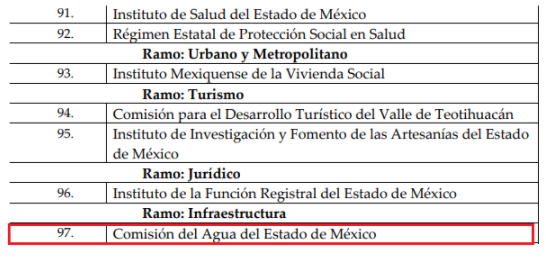 91. Instituto de Salud del Estado de México
92. Régimen Estatal de Protección Social en Salud
Ramo: Urbano y Metropolitano
93. Instituto Mexiquense de la Vivienda Social
Ramo: Turismo
94. Comisión para el Desarrollo Turístico del Valle de Teotihuacán
95. Instituto de Investigación y Fomento de las Artesanías del Estado
de México
Ramo: Jurídico
96. Instituto de la Función Registral del Estado de México
Ramo: Infraestructura
97. Comisión del Agua del Estado de México